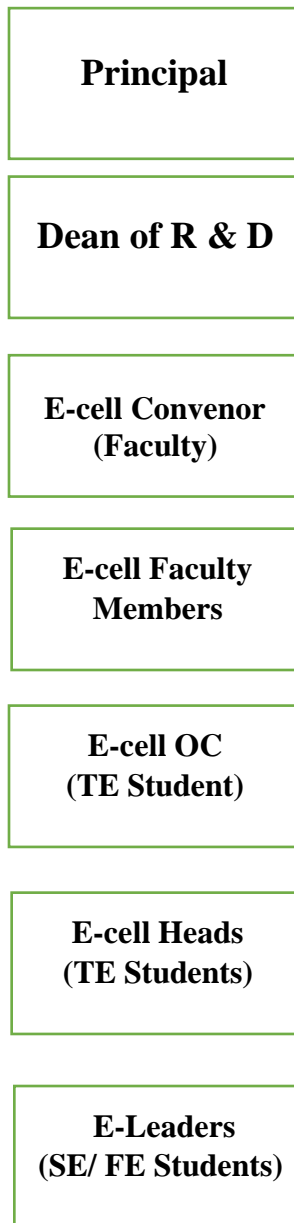 Principal
Dean of R & D
E-cell Convenor
(Faculty)
E-cell Faculty
Members
E-cell OC
(TE Student)
E-cell Heads
(TE Students)
E-Leaders
(SE/ FE Students)